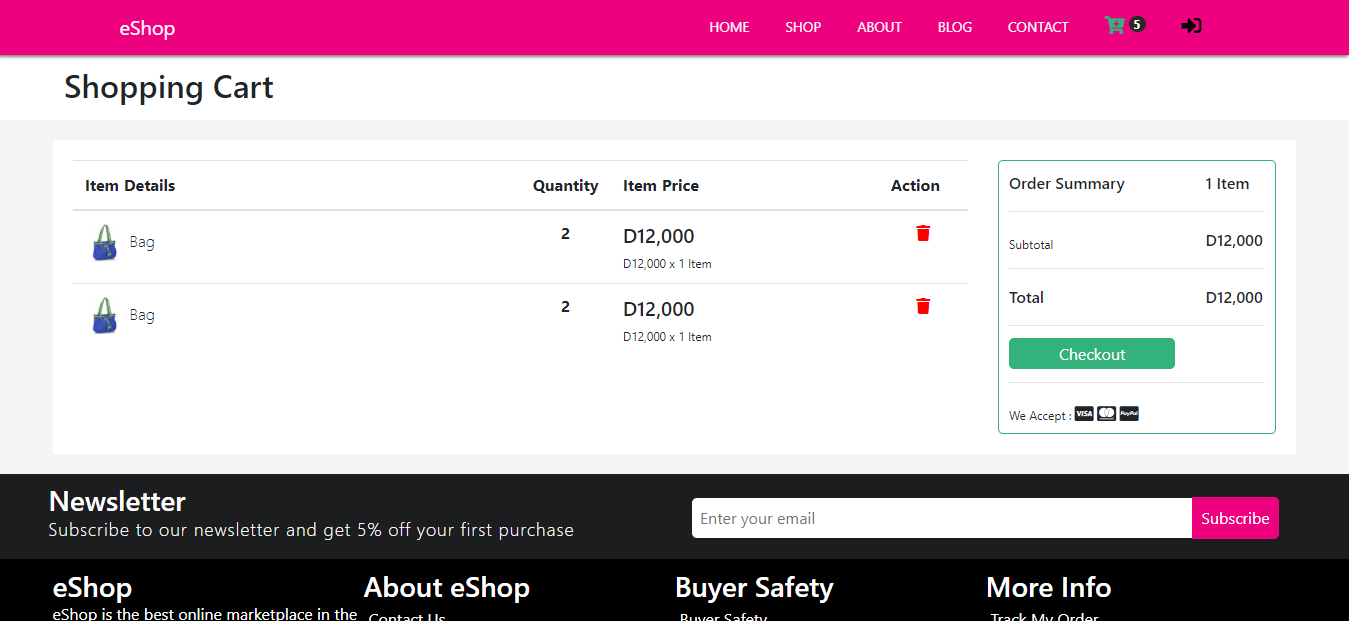 eShop HOME SHOP ABOUT BLOG CONTACT 5
Shopping Cart
Item Details Quantity Item Price Action
Bag 2 D12,000
D12,000 x 1 Item
Bag 2 D12,000
D12,000 x 1 Item
Order Summary 1 Item
Subtotal D12,000
Total D12,000
Checkout
We Accept : VISA PayPal
Newsletter
Subscribe to our newsletter and get 5% off your first purchase
Enter your email Subscribe
eShop About eShop Buyer Safety More Info
eShop is the best online marketplace in the Contact Us Buyer Safety Track My Order